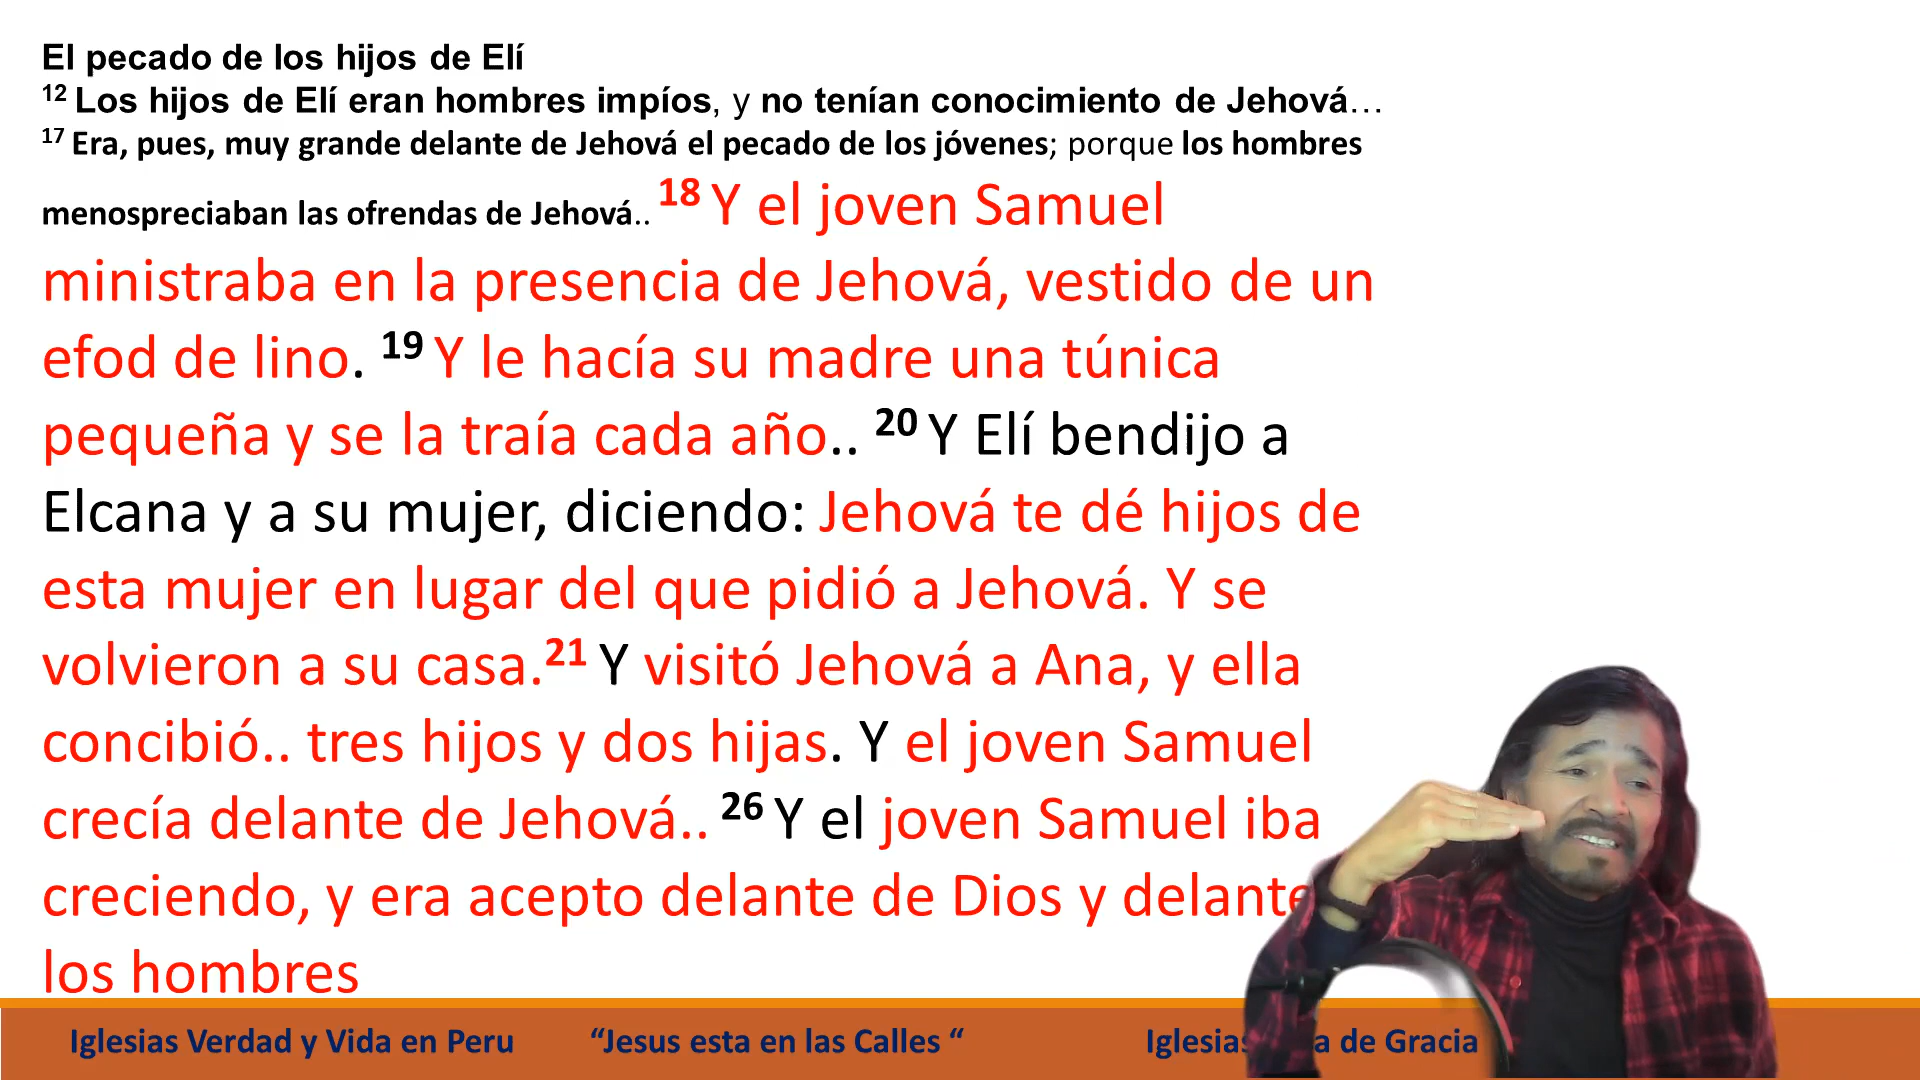 El pecado de los hijos de Elí
12 Los hijos de Elí eran hombres impíos, y no tenían conocimiento de Jehová…
17 Era, pues, muy grande delante de Jehová el pecado de los jóvenes; porque los hombres
menospreciaban las ofrendas de Jehová.. 18 Y el joven Samuel
ministraba en la presencia de Jehová, vestido de un
efod de lino. 19 Y le hacía su madre una túnica
pequeña y se la traía cada año.. 20 Y Elí bendijo a
Elcana y a su mujer, diciendo: Jehová te dé hijos de
esta mujer en lugar del que pidió a Jehová. Y se
volvieron a su casa.21 Y visitó Jehová a Ana, y ella
concibió.. tres hijos y dos hijas. Y el joven Samuel
crecía delante de Jehová.. 26 Y el joven Samuel iba
creciendo, y era acepto delante de Dios y delante
los hombres
Iglesias Verdad y Vida en Peru “Jesus esta en las Calles “ Iglesias de Gracia